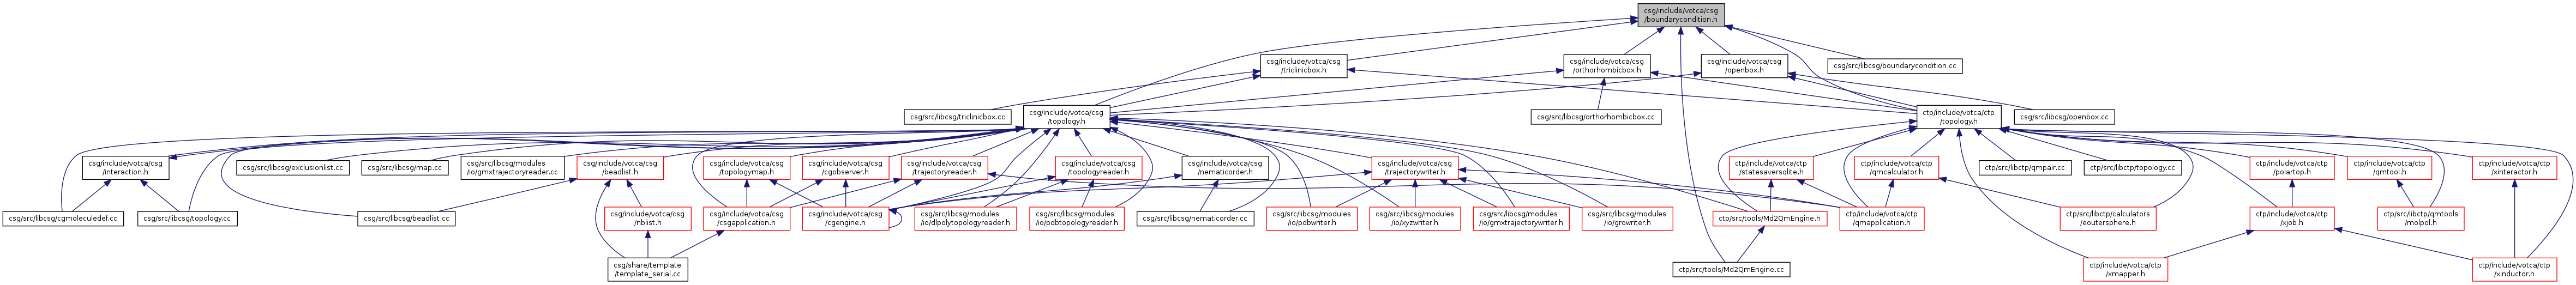 csg/include/votca/csg
/boundarycondition.h
csg/include/votca/csg
/triclinicbox.h
csg/include/votca/csg
/orthorhombicbox.h
csg/include/votca/csg
/openbox.h
csg/src/libcsg/boundarycondition.cc
csg/src/libcsg/triclinicbox.cc
csg/include/votca/csg
/topology.h
csg/src/libcsg/orthorhombicbox.cc
ctp/include/votca/ctp
/topology.h
csg/src/libcsg/openbox.cc
csg/include/votca/csg
/interaction.h
csg/src/libcsg/exclusionlist.cc
csg/src/libcsg/map.cc
csg/src/libcsg/modules
/io/gmxtrajectoryreader.cc
csg/include/votca/csg
/beadlist.h
csg/include/votca/csg
/topologymap.h
csg/include/votca/csg
/cgobserver.h
csg/include/votca/csg
/trajectoryreader.h
csg/include/votca/csg
/topologyreader.h
csg/include/votca/csg
/nematicorder.h
csg/include/votca/csg
/trajectorywriter.h
ctp/include/votca/ctp
/statesaversqlite.h
ctp/include/votca/ctp
/qmcalculator.h
ctp/src/libctp/qmpair.cc
ctp/src/libctp/topology.cc
ctp/include/votca/ctp
/polartop.h
ctp/include/votca/ctp
/qmtool.h
ctp/include/votca/ctp
/xinteractor.h
csg/src/libcsg/cgmoleculedef.cc
csg/src/libcsg/topology.cc
csg/src/libcsg/beadlist.cc
csg/include/votca/csg
/nblist.h
csg/include/votca/csg
/csgapplication.h
csg/include/votca/csg
/cgengine.h
csg/src/libcsg/modules
/io/dlpolytopologyreader.h
csg/src/libcsg/modules
/io/pdbtopologyreader.h
csg/src/libcsg/nematicorder.cc
csg/src/libcsg/modules
/io/pdbwriter.h
csg/src/libcsg/modules
/io/xyzwriter.h
csg/src/libcsg/modules
/io/gmxtrajectorywriter.h
csg/src/libcsg/modules
/io/growriter.h
ctp/src/tools/Md2QmEngine.h
ctp/include/votca/ctp
/qmapplication.h
ctp/src/libctp/calculators
/eoutersphere.h
ctp/include/votca/ctp
/xjob.h
ctp/src/libctp/qmtools
/molpol.h
csg/share/template
/template_serial.cc
ctp/src/tools/Md2QmEngine.cc
ctp/include/votca/ctp
/xmapper.h
ctp/include/votca/ctp
/xinductor.h